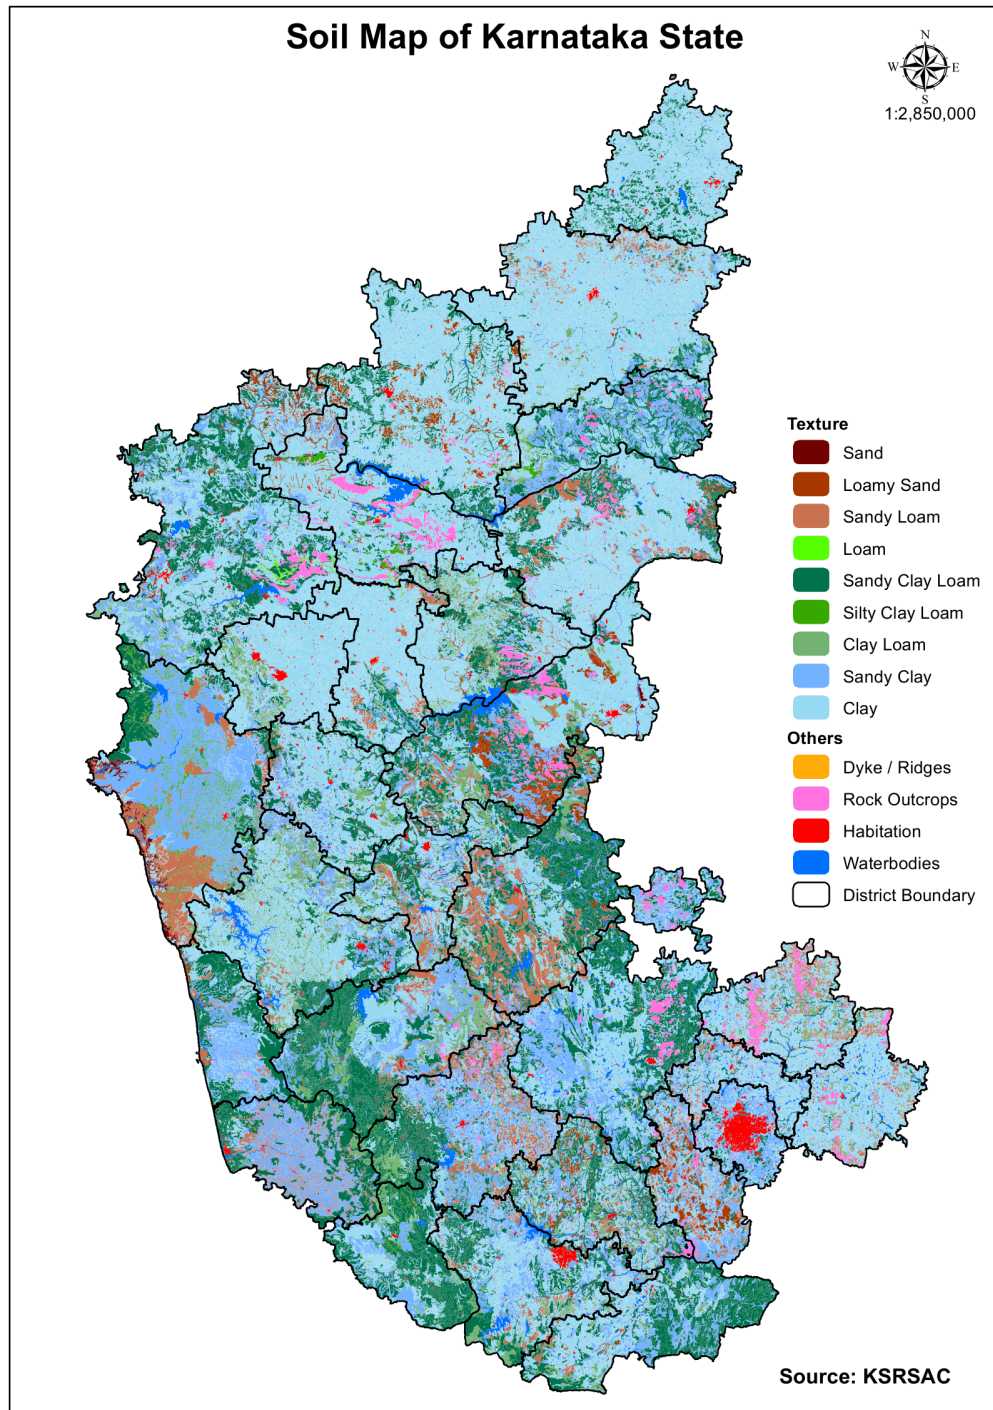 Soil Map of Karnataka State
N
W E
S
1:2,850,000
Texture
Sand
Loamy Sand
Sandy Loam
Loam
Sandy Clay Loam
Silty Clay Loam
Clay Loam
Sandy Clay
Clay
Others
Dyke / Ridges
Rock Outcrops
Habitation
Waterbodies
District Boundary
Source: KSRSAC